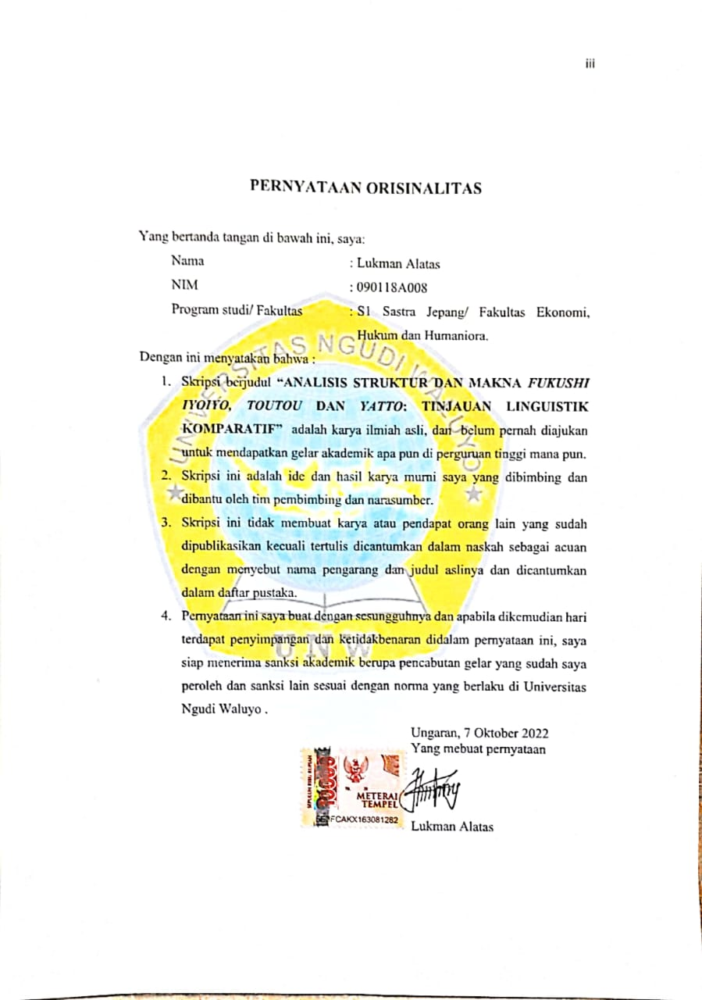 iii
PERNYATAAN ORISINALITAS
Yang bertanda tangan di bawah ini, saya:
Nama : Lukman Alatas
NIM : 090118A008
Program studi/ Fakultas : S1 Sastra Jepang/ Fakultas Ekonomi,
Hukum dan Humaniora.
Dengan ini menyatakan bahwa :
1. Skripsi berjudul “ANALISIS STRUKTUR DAN MAKNA FUKUSHI
IYOIYO, TOUTOU DAN YATTO: TINJAUAN LINGUISTIK
KOMPARATIF” adalah karya ilmiah asli, dan belum pernah diajukan
untuk mendapatkan gelar akademik apa pun di perguruan tinggi mana pun.
2. Skripsi ini adalah ide dan hasil karya murni saya yang dibimbing dan
dibantu oleh tim pembimbing dan narasumber.
3. Skripsi ini tidak membuat karya atau pendapat orang lain yang sudah
dipublikasikan kecuali tertulis dicantumkan dalam naskah sebagai acuan
dengan menyebut nama pengarang dan judul aslinya dan dicantumkan
dalam daftar pustaka.
4. Pernyataan ini saya buat dengan sesungguhnya dan apabila dikemudian hari
terdapat penyimpangan dan ketidakbenaran didalam pernyataan ini, saya
siap menerima sanksi akademik berupa pencabutan gelar yang sudah saya
peroleh dan sanksi lain sesuai dengan norma yang berlaku di Universitas
Ngudi Waluyo .
UNIVERSITAS NGUDI WALUYO
UNW
Ungaran, 7 Oktober 2022
Yang mebuat pernyataan
SEPULUH RIBU RUPIAH
10000
METERAI
TEMPEL
FCAKX163081282
Lukman Alatas